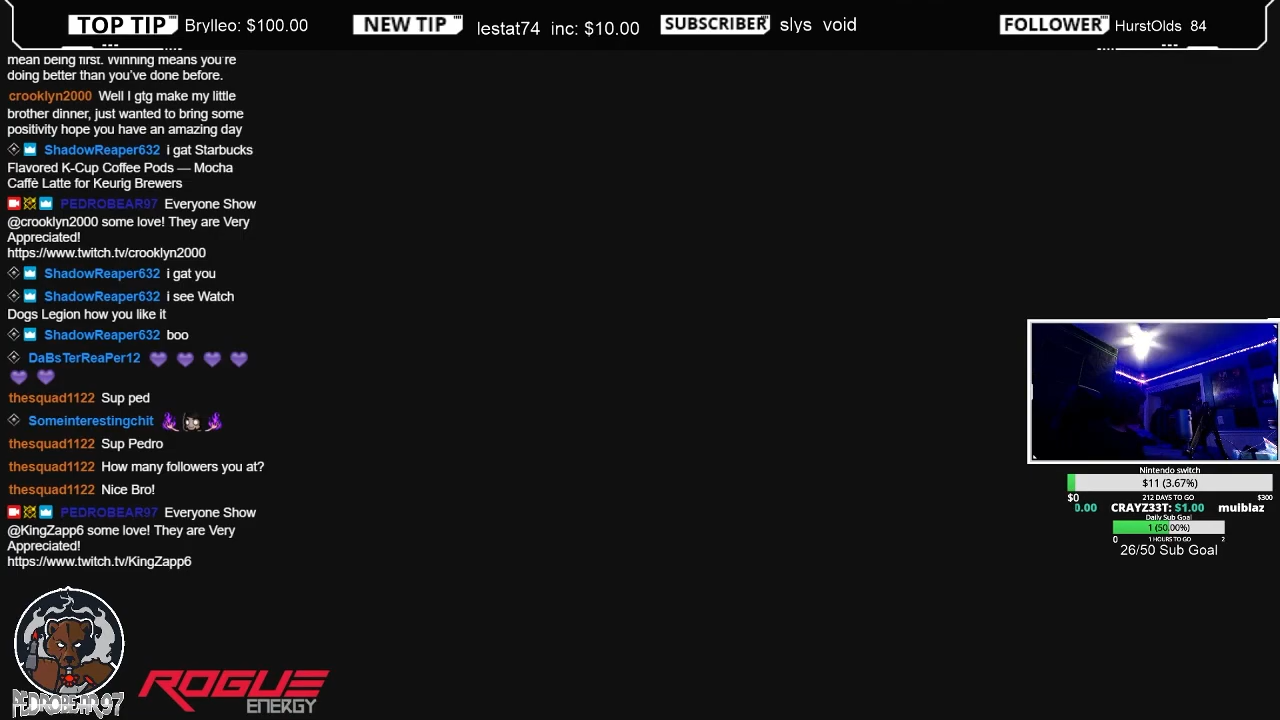 TOP TIP Brylleo: $100.00 NEW TIP lestat74 inc: $10.00 SUBSCRIBER slys void FOLLOWER HurstOlds 84
mean being first. Winning means you're
doing better than you've done before.
crooklyn2000 Well I gtg make my little
brother dinner, just wanted to bring some
positivity hope you have an amazing day
ShadowReaper632 i gat Starbucks
Flavored K-Cup Coffee Pods — Mocha
Caffè Latte for Keurig Brewers
PEDROBEAR97 Everyone Show
@crooklyn2000 some love! They are Very
Appreciated!
https://www.twitch.tv/crooklyn2000
ShadowReaper632 i gat you
ShadowReaper632 i see Watch
Dogs Legion how you like it
ShadowReaper632 boo
DaBsTerReaPer12
thesquad1122 Sup ped
Someinterestingchit
thesquad1122 Sup Pedro
thesquad1122 How many followers you at?
thesquad1122 Nice Bro!
PEDROBEAR97 Everyone Show
@KingZapp6 some love! They are Very
Appreciated!
https://www.twitch.tv/KingZapp6
Nintendo switch
$11 (3.67%)
$0 212 DAYS TO GO $300
0.00 CRAYZ33T: $1.00 mulblaz
Daily Sub Goal
1 (50.00%)
0 1 HOURS TO GO 2
26/50 Sub Goal
PEDROBEAR97
ROGUE
ENERGY